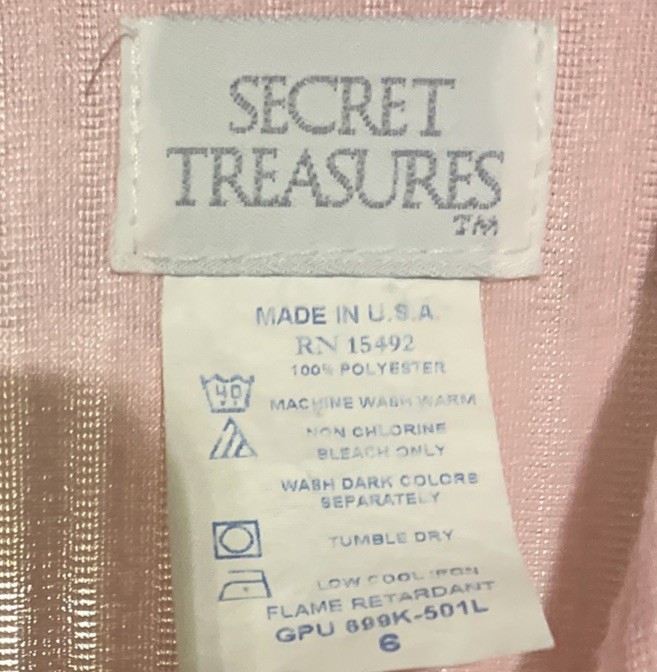 SECRET
TREASURES
TM
MADE IN U.S.A.
RN 15492
100% POLYESTER
40
MACHINE WASH WARM
NON CHLORINE
BLEACH ONLY
WASH DARK COLORS
SEPARATELY
TUMBLE DRY
LOW COOL IRON
FLAME RETARDANT
GPU 699K-501L
6